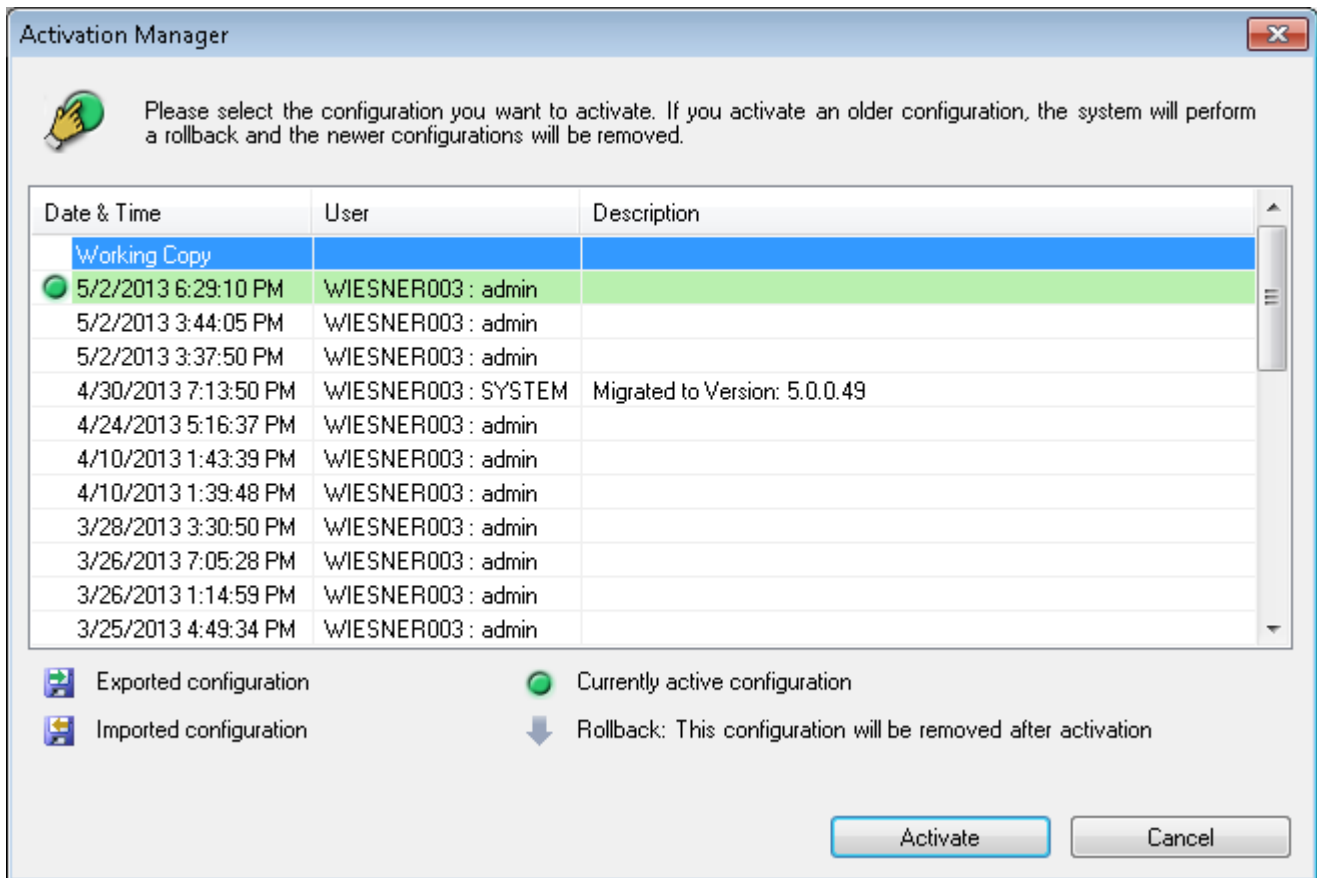 Activation Manager
Please select the configuration you want to activate. If you activate an older configuration, the system will perform
a rollback and the newer configurations will be removed.
Date & Time User Description
Working Copy
5/2/2013 6:29:10 PM WIESNER003 : admin
5/2/2013 3:44:05 PM WIESNER003 : admin
5/2/2013 3:37:50 PM WIESNER003 : admin
4/30/2013 7:13:50 PM WIESNER003 : SYSTEM Migrated to Version: 5.0.0.49
4/24/2013 5:16:37 PM WIESNER003 : admin
4/10/2013 1:43:39 PM WIESNER003 : admin
4/10/2013 1:39:48 PM WIESNER003 : admin
3/28/2013 3:30:50 PM WIESNER003 : admin
3/26/2013 7:05:28 PM WIESNER003 : admin
3/26/2013 1:14:59 PM WIESNER003 : admin
3/25/2013 4:49:34 PM WIESNER003 : admin
Exported configuration Currently active configuration
Imported configuration Rollback: This configuration will be removed after activation
Activate Cancel